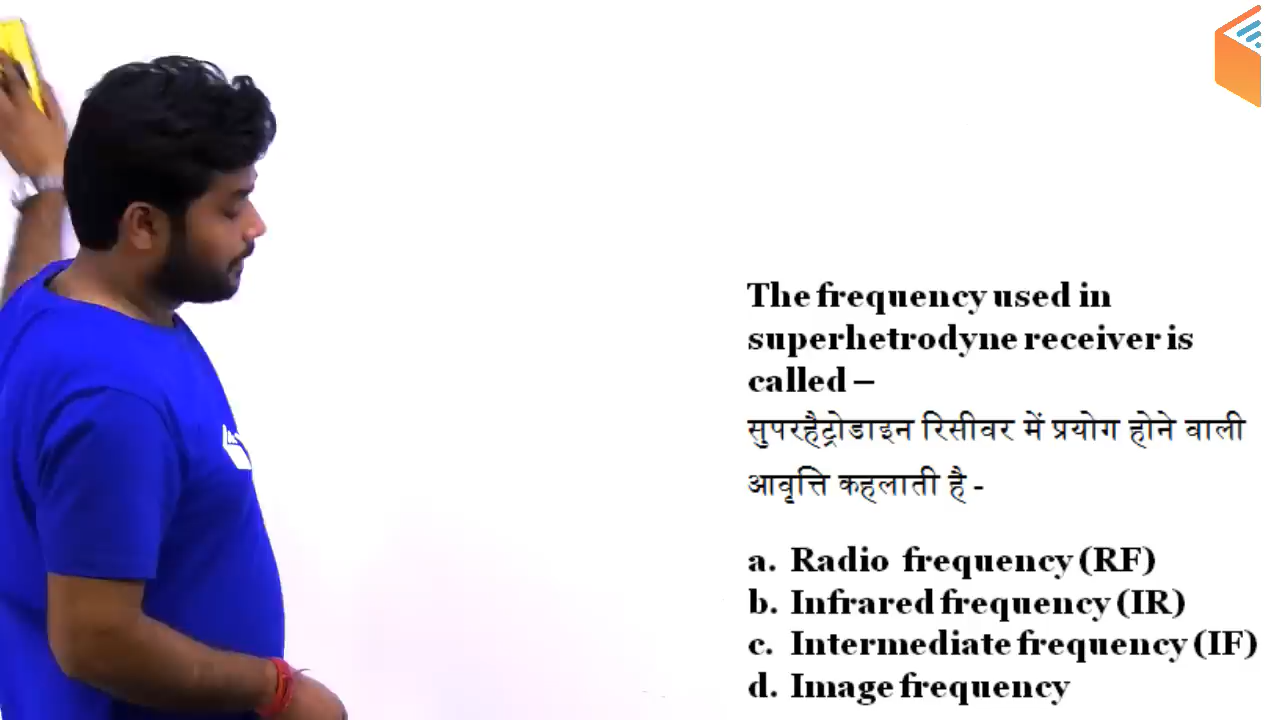 The frequency used in
superhetrodyne receiver is
called –
सुपरहैट्रोडाइन रिसीवर में प्रयोग होने वाली
आवृत्ति कहलाती है -
a. Radio frequency (RF)
b. Infrared frequency (IR)
c. Intermediate frequency (IF)
d. Image frequency